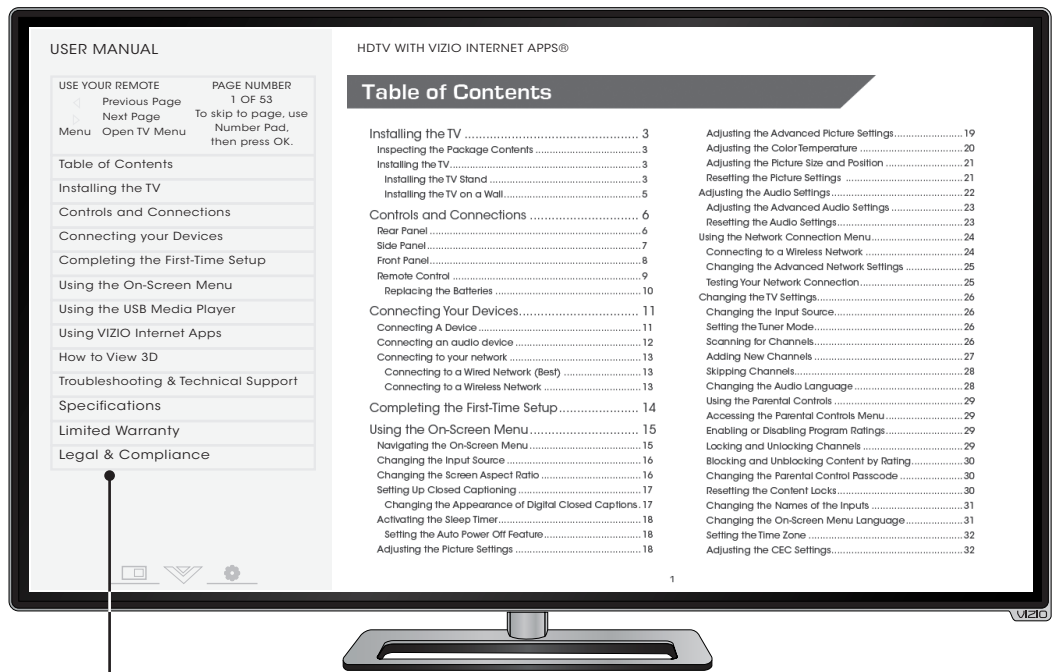 USER MANUAL
USE YOUR REMOTE
Previous Page
Next Page
Menu Open TV Menu
PAGE NUMBER
1 OF 53
To skip to page, use
Number Pad,
then press OK.
Table of Contents
Installing the TV
Controls and Connections
Connecting your Devices
Completing the First-Time Setup
Using the On-Screen Menu
Using the USB Media Player
Using VIZIO Internet Apps
How to View 3D
Troubleshooting & Technical Support
Specifications
Limited Warranty
Legal & Compliance
HDTV WITH VIZIO INTERNET APPS®
Table of Contents
Installing the TV ........ 3
Inspecting the Package Contents ........ 3
Installing the TV ........ 3
Installing the TV Stand ........ 3
Installing the TV on a Wall ........ 5
Controls and Connections ........ 6
Rear Panel ........ 6
Side Panel ........ 7
Front Panel ........ 8
Remote Control ........ 9
Replacing the Batteries ........ 10
Connecting Your Devices ........ 11
Connecting A Device ........ 11
Connecting an audio device ........ 12
Connecting to your network ........ 13
Connecting to a Wired Network (Best) ........ 13
Connecting to a Wireless Network ........ 13
Completing the First-Time Setup ........ 14
Using the On-Screen Menu ........ 15
Navigating the On-Screen Menu ........ 15
Changing the Input Source ........ 16
Changing the Screen Aspect Ratio ........ 16
Setting Up Closed Captioning ........ 17
Changing the Appearance of Digital Closed Captions. 17
Activating the Sleep Timer ........ 18
Setting the Auto Power Off Feature ........ 18
Adjusting the Picture Settings ........ 18
Adjusting the Advanced Picture Settings ........ 19
Adjusting the Color Temperature ........ 20
Adjusting the Picture Size and Position ........ 21
Resetting the Picture Settings ........ 21
Adjusting the Audio Settings ........ 22
Adjusting the Advanced Audio Settings ........ 23
Resetting the Audio Settings ........ 23
Using the Network Connection Menu ........ 24
Connecting to a Wireless Network ........ 24
Changing the Advanced Network Settings ........ 25
Testing Your Network Connection ........ 25
Changing the TV Settings ........ 26
Changing the Input Source ........ 26
Setting the Tuner Mode ........ 26
Scanning for Channels ........ 26
Adding New Channels ........ 27
Skipping Channels ........ 28
Changing the Audio Language ........ 28
Using the Parental Controls ........ 29
Accessing the Parental Controls Menu ........ 29
Enabling or Disabling Program Ratings ........ 29
Locking and Unlocking Channels ........ 29
Blocking and Unblocking Content by Rating ........ 30
Changing the Parental Control Passcode ........ 30
Resetting the Content Locks ........ 30
Changing the Names of the Inputs ........ 31
Changing the On-Screen Menu Language ........ 31
Setting the Time Zone ........ 32
Adjusting the CEC Settings ........ 32
1
VIZIO